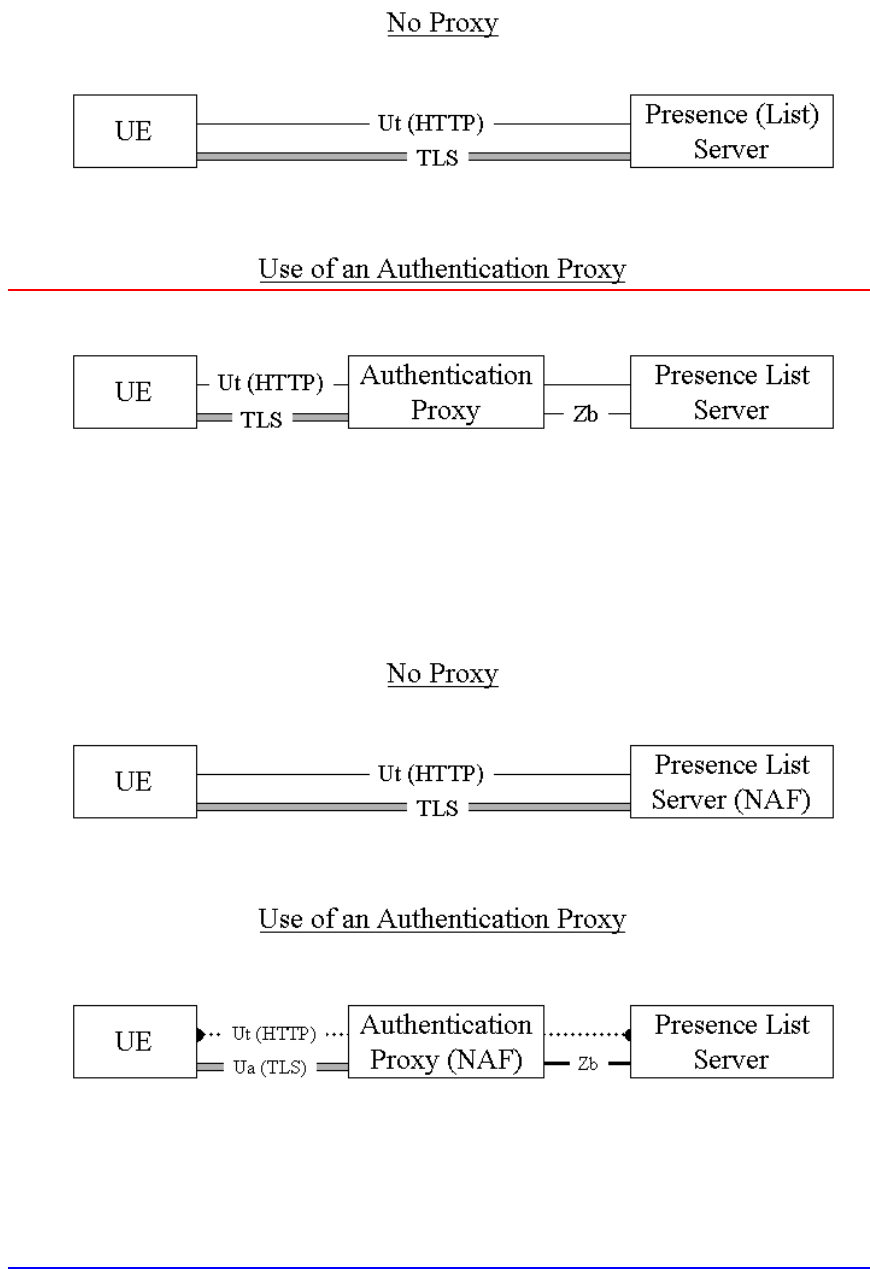 No Proxy
UE
Ut (HTTP)
TLS
Presence (List)
Server
Use of an Authentication Proxy
UE
Ut (HTTP)
TLS
Authentication
Proxy
Zb
Presence List
Server
No Proxy
UE
Ut (HTTP)
TLS
Presence List
Server (NAF)
Use of an Authentication Proxy
UE
Ut (HTTP)
Ua (TLS)
Authentication
Proxy (NAF)
Zb
Presence List
Server